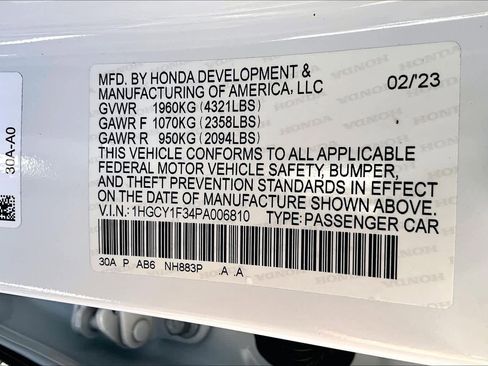 MFD. BY HONDA DEVELOPMENT &
MANUFACTURING OF AMERICA, LLC 02/'23
GVWR 1960KG (4321LBS)
GAWR F 1070KG (2358LBS)
GAWR R 950KG (2094LBS)
THIS VEHICLE CONFORMS TO ALL APPLICABLE
FEDERAL MOTOR VEHICLE SAFETY, BUMPER,
AND THEFT PREVENTION STANDARDS IN EFFECT
ON THE DATE OF MANUFACTURE SHOWN ABOVE.
V.I.N.: 1HGCY1F34PA006810 TYPE: PASSENGER CAR
30A P AB6 NH883P .A .A
30A-A0